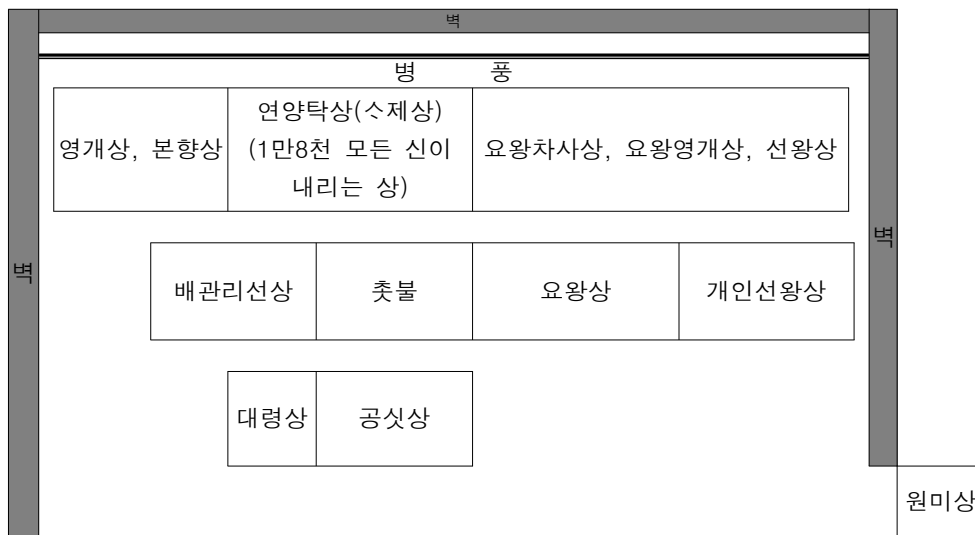 벽
병 풍
영개상, 본향상
연양탁상(스제상)
(1만8천 모든 신이
내리는 상)
요왕차사상, 요왕영개상, 선왕상
벽
벽
배관리선상
촛불
요왕상
개인선왕상
대령상
공싯상
원미상